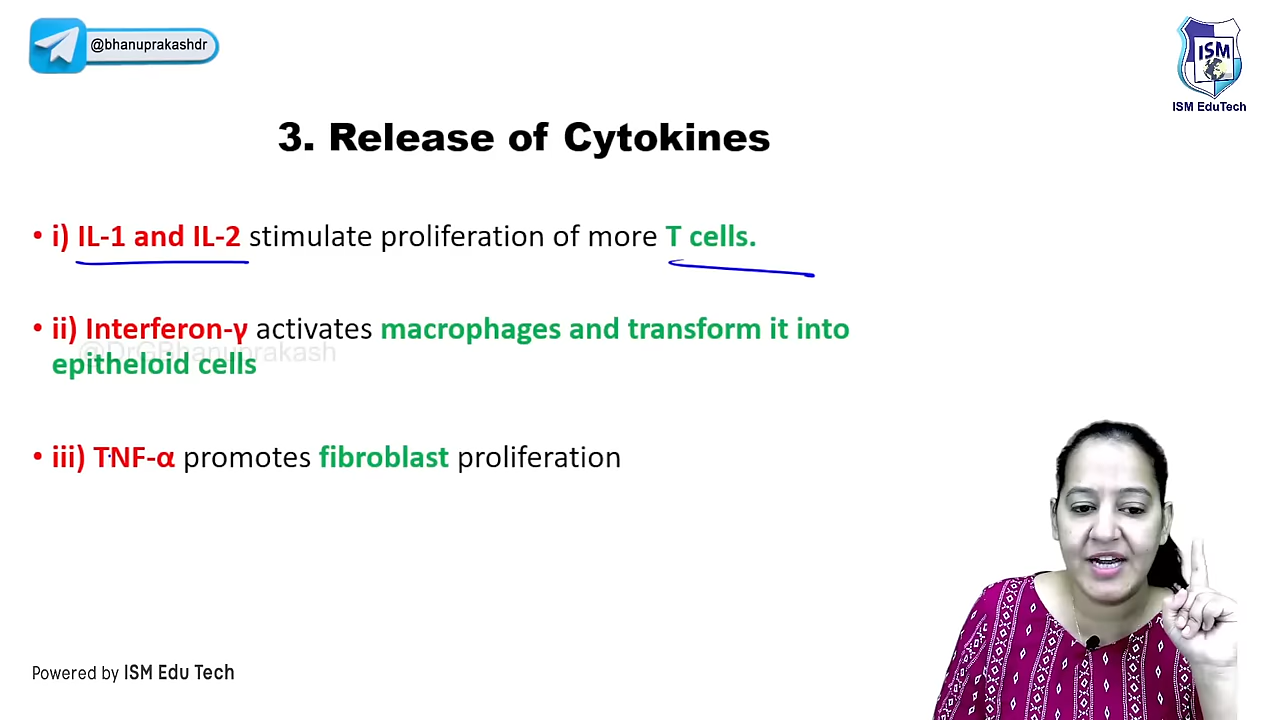 @bhanuprakashdr
ISM
ISM EduTech
3. Release of Cytokines
• i) IL-1 and IL-2 stimulate proliferation of more T cells.
• ii) Interferon-γ activates macrophages and transform it into
@DrGBhanuprakash
epitheloid cells
• iii) TNF-α promotes fibroblast proliferation
Powered by ISM Edu Tech